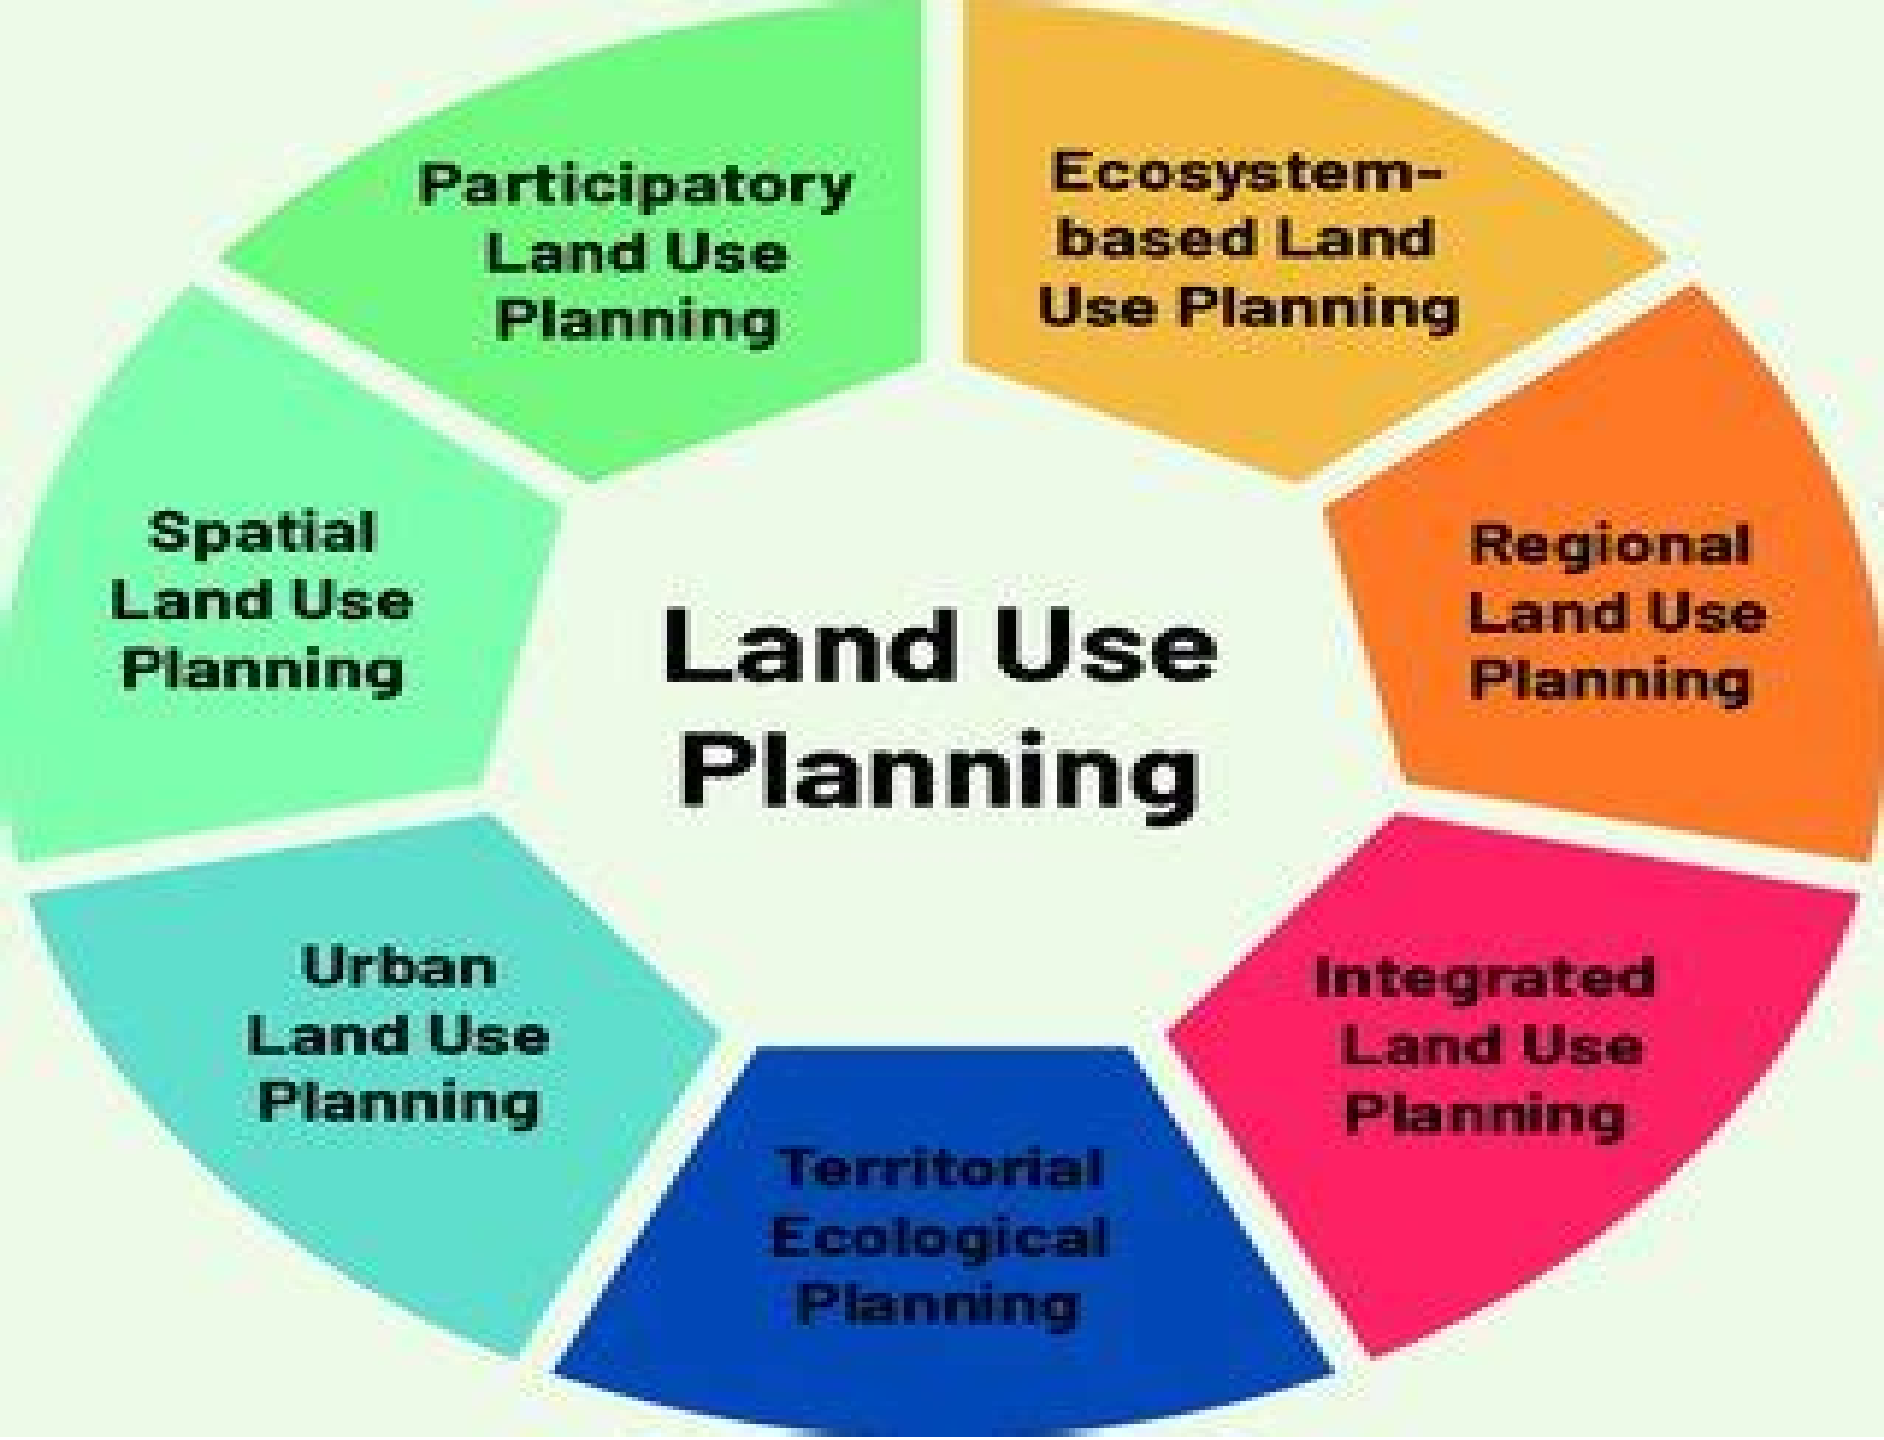 Participatory
Land Use
Planning
Ecosystem-
based Land
Use Planning
Regional
Land Use
Planning
Integrated
Land Use
Planning
Territorial
Ecological
Planning
Urban
Land Use
Planning
Spatial
Land Use
Planning
Land Use
Planning